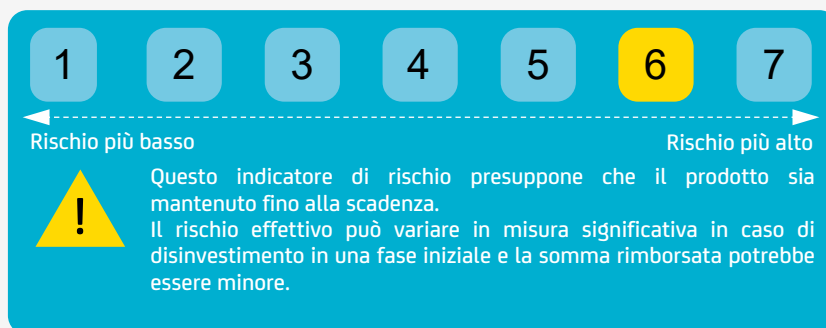 1 2 3 4 5 6 7
Rischio più basso Rischio più alto
! Questo indicatore di rischio presuppone che il prodotto sia
mantenuto fino alla scadenza.
Il rischio effettivo può variare in misura significativa in caso di
disinvestimento in una fase iniziale e la somma rimborsata potrebbe
essere minore.